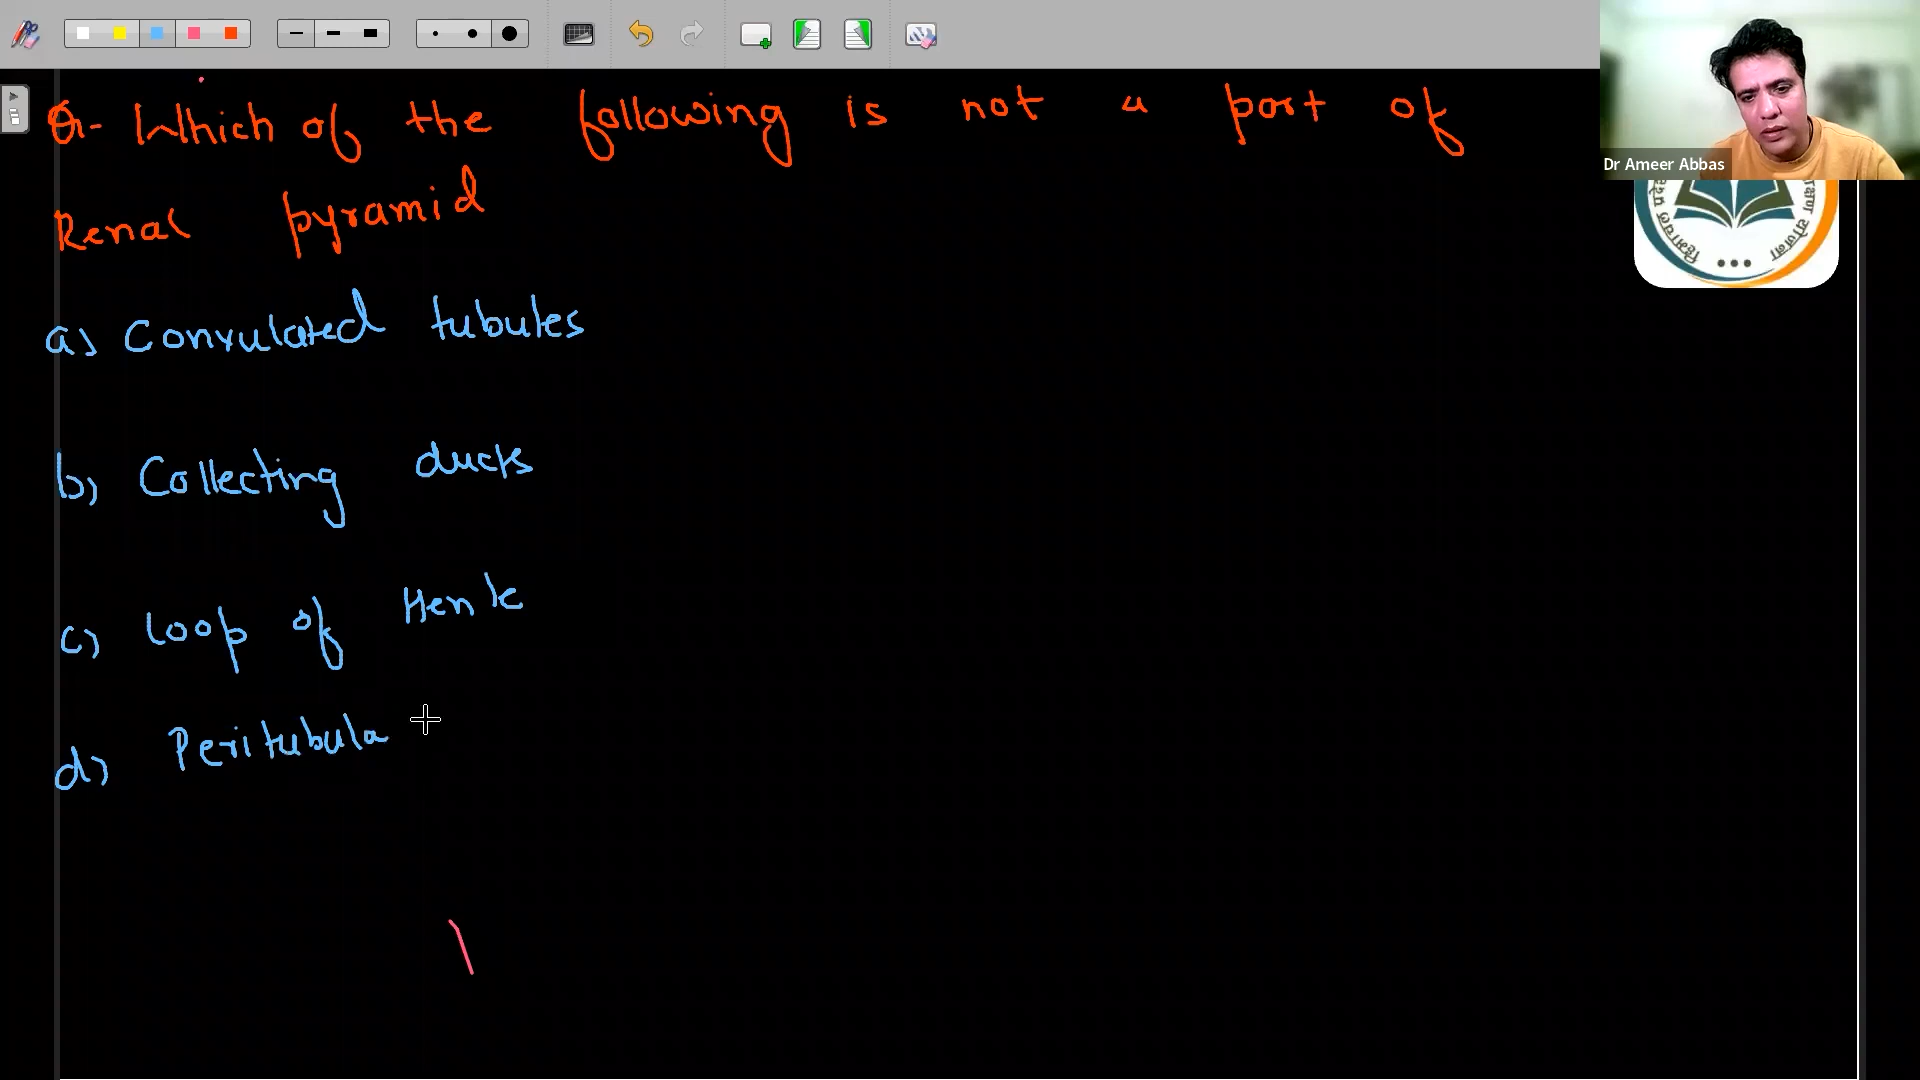 Q- Which of the following is not a part of
Renal pyramid
a) Convulated tubules
b) Collecting ducts
c) Loop of Henle
d) Peritubula
Dr Ameer Abbas